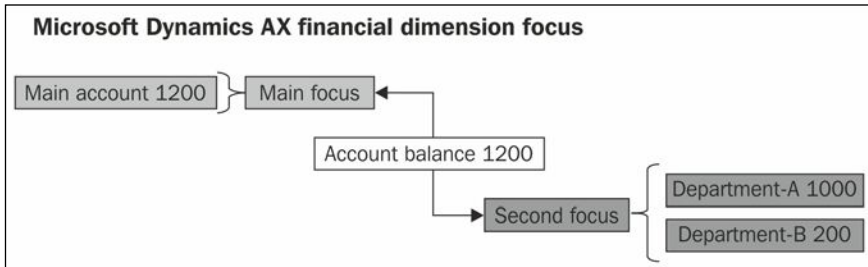 Microsoft Dynamics AX financial dimension focus
Main account 1200
Main focus
Account balance 1200
Second focus
Department-A 1000
Department-B 200